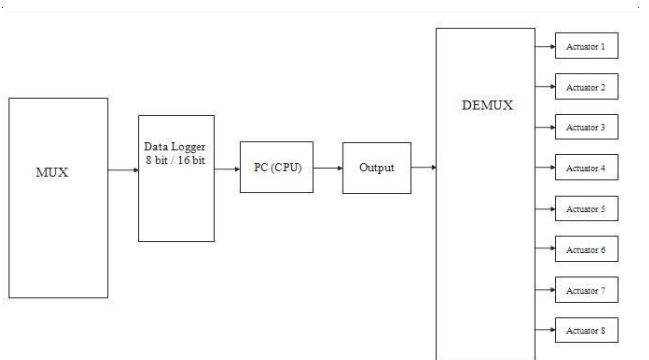 MUX
Data Logger
8 bit / 16 bit
PC (CPU)
Output
DEMUX
Actuator 1
Actuator 2
Actuator 3
Actuator 4
Actuator 5
Actuator 6
Actuator 7
Actuator 8